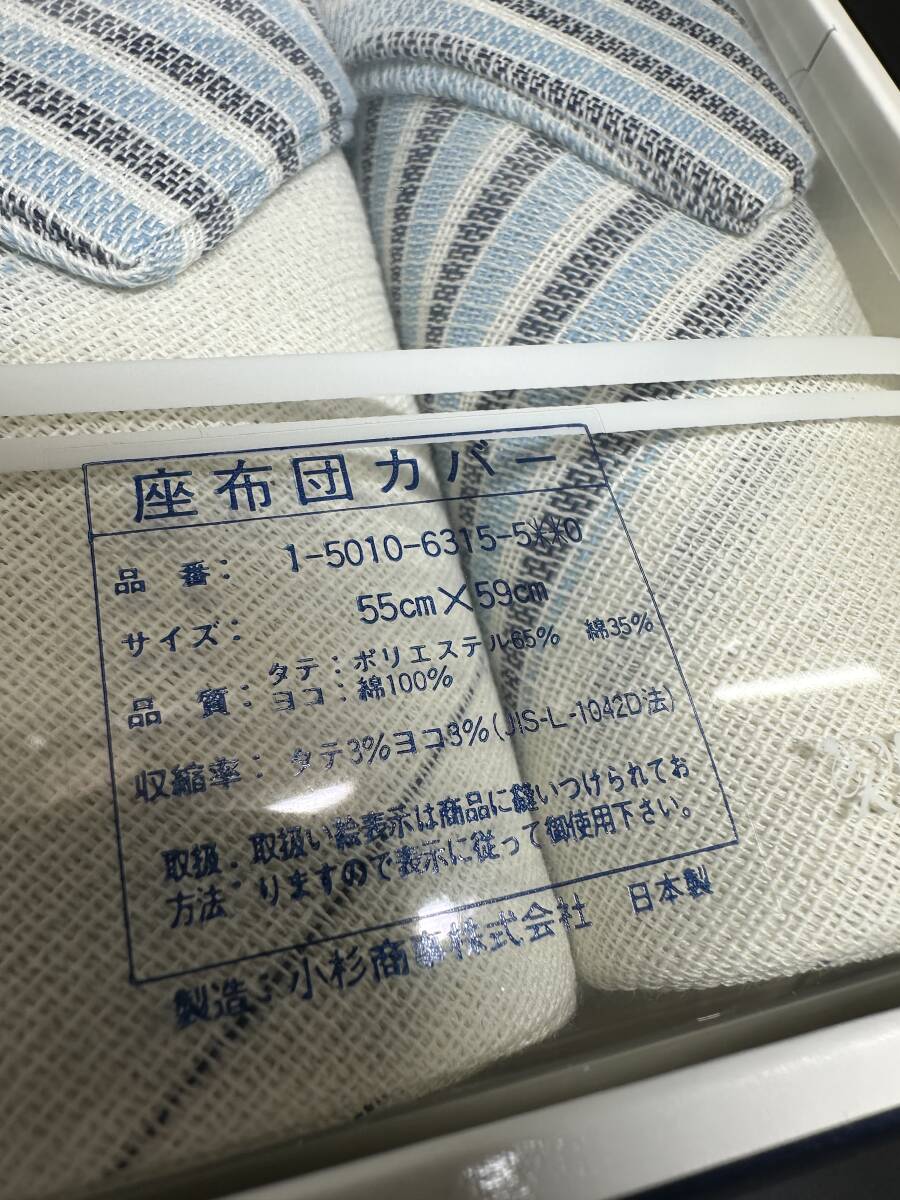 座布団カバー
品番: 1-5010-6315-5**0
サイズ: 55cm×59cm
品質: タテ:ポリエステル65% 綿35%
ヨコ:綿100%
収縮率: タテ3%ヨコ3%(JIS-L-1042D法)
取扱・取扱い絵表示は商品に縫いつけられてお
方法:りますので表示に従って御使用下さい。
製造:小杉商事株式会社 日本製